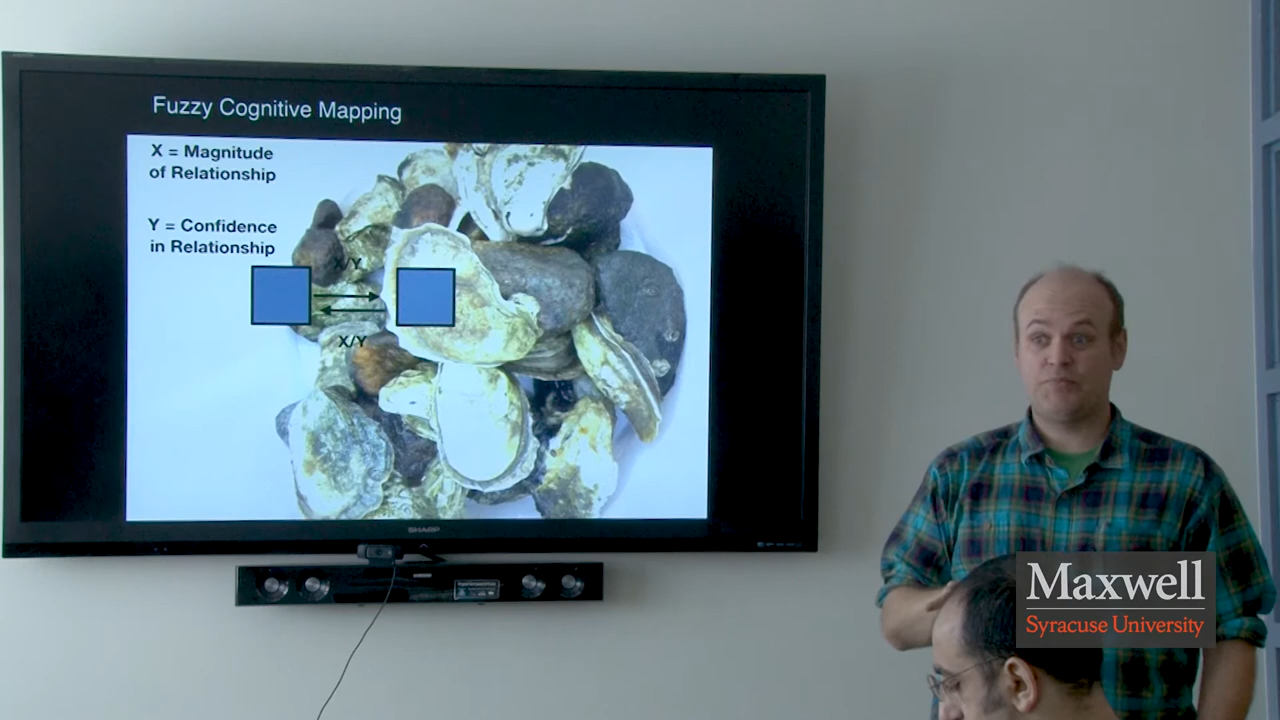 Fuzzy Cognitive Mapping
X = Magnitude
of Relationship
Y = Confidence
in Relationship
X/Y
X/Y
SHARP
Maxwell
Syracuse University